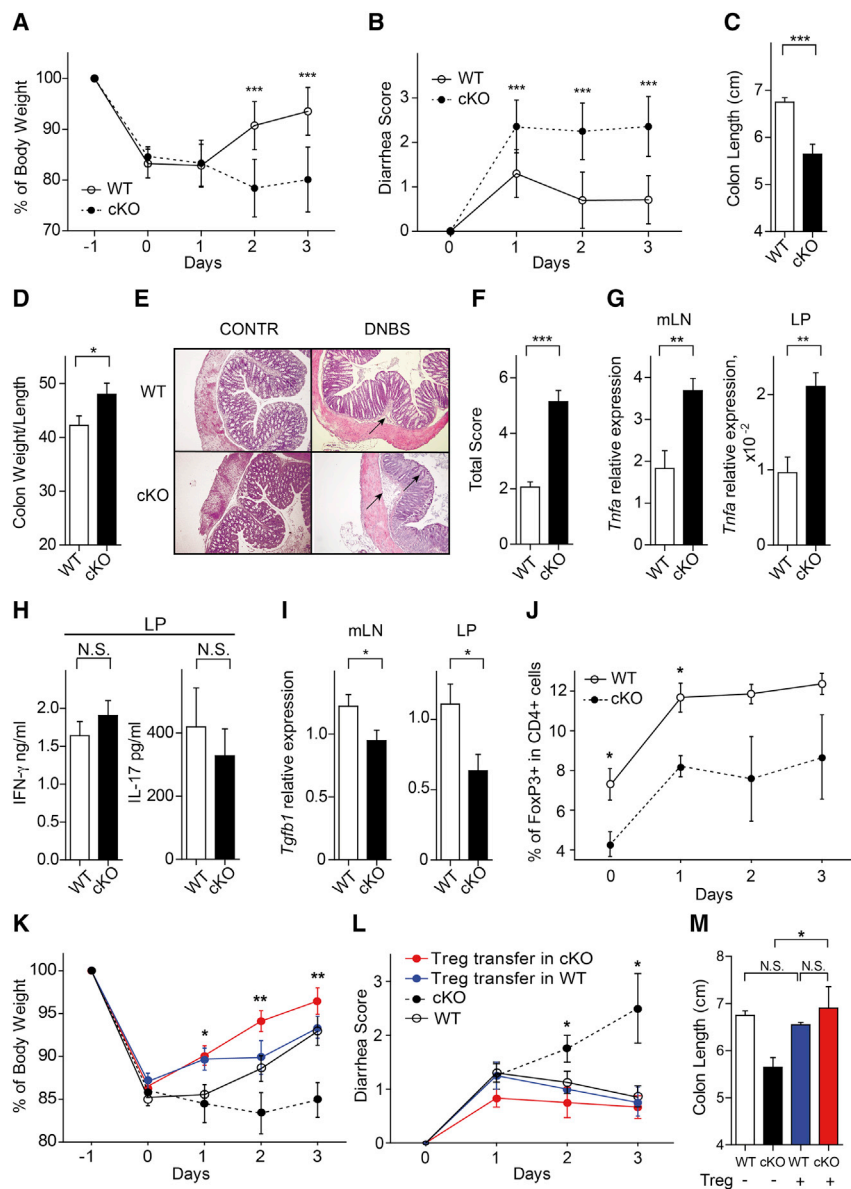 A
% of Body Weight
100
90
80
70
WT
cKO
***
***
-1
0
1
2
3
Days
B
Diarrhea Score
3
2
1
0
WT
cKO
***
***
***
0
1
2
3
Days
C
***
Colon Length (cm)
7
6
5
4
WT
cKO
D
*
Colon Weight/Length
50
40
30
20
WT
cKO
E
CONTR
DNBS
WT
cKO
F
***
Total Score
6
4
2
0
WT
cKO
G
mLN
**
Tnfa relative expression
5
4
3
2
1
0
WT
cKO
LP
**
Tnfa relative expression,
x10 -2
2
1
0
WT
cKO
H
LP
N.S.
IFN-γ ng/ml
2.0
1.5
1.0
0.5
0.0
WT
cKO
N.S.
IL-17 pg/ml
400
200
0
WT
cKO
I
mLN
*
Tgfb1 relative expression
1.0
0.5
0
WT
cKO
LP
*
1.0
0.5
0
WT
cKO
J
% of FoxP3+ in CD4+ cells
12
10
8
6
4
WT
cKO
*
*
0
1
2
3
Days
K
% of Body Weight
100
95
90
85
80
*
**
**
-1
0
1
2
3
Days
L
Treg transfer in cKO
Treg transfer in WT
cKO
WT
Diarrhea Score
3
2
1
0
*
*
0
1
2
3
Days
M
*
N.S.
N.S.
Colon Length (cm)
8
7
6
5
4
WT cKO WT cKO
Treg - - + +